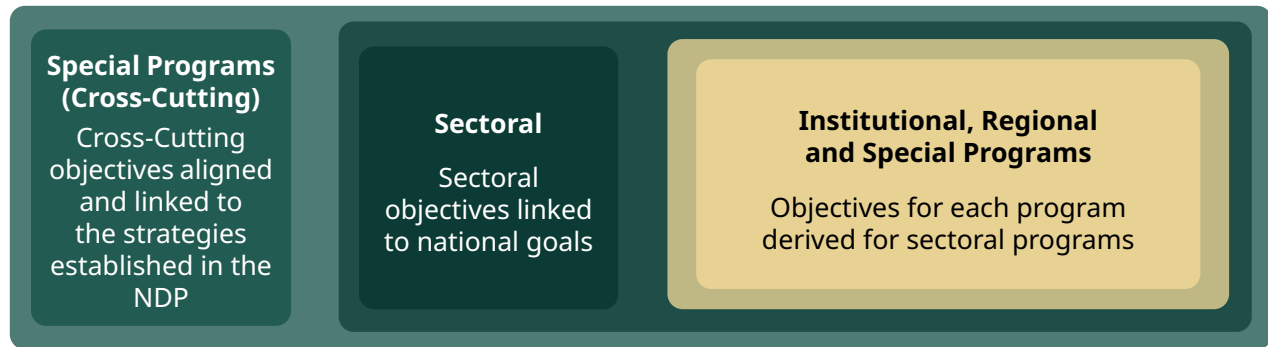 Special Programs
(Cross-Cutting)
Cross-Cutting
objectives aligned
and linked to
the strategies
established in the
NDP
Sectoral
Sectoral
objectives linked
to national goals
Institutional, Regional
and Special Programs
Objectives for each program
derived for sectoral programs